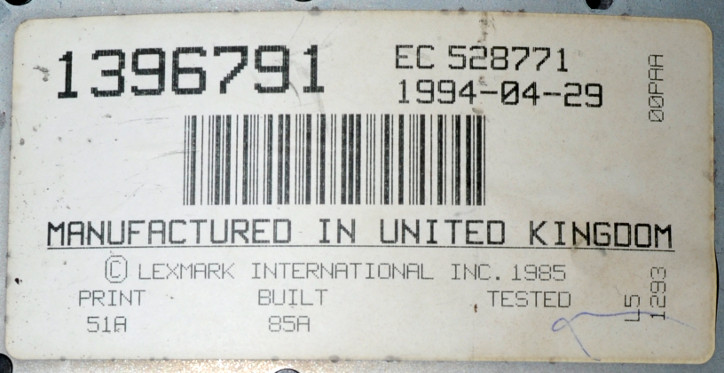 1396791
EC 528771
1994-04-29
00PAA
MANUFACTURED IN UNITED KINGDOM
© LEXMARK INTERNATIONAL INC. 1985
PRINT BUILT TESTED
51A 85A
L5
1293